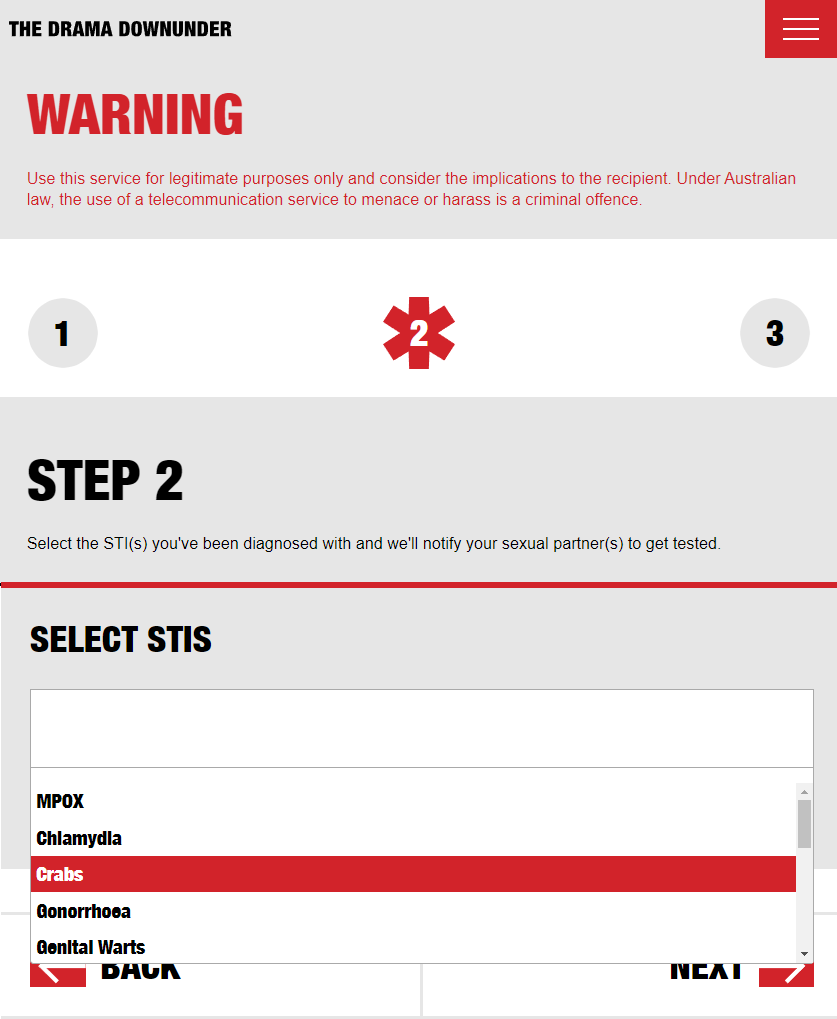 THE DRAMA DOWNUNDER
WARNING
Use this service for legitimate purposes only and consider the implications to the recipient. Under Australian
law, the use of a telecommunication service to menace or harass is a criminal offence.
1
2
3
STEP 2
Select the STI(s) you've been diagnosed with and we'll notify your sexual partner(s) to get tested.
SELECT STIS
MPOX
Chlamydia
Crabs
Gonorrhoea
Genital Warts
BACK
NEXT